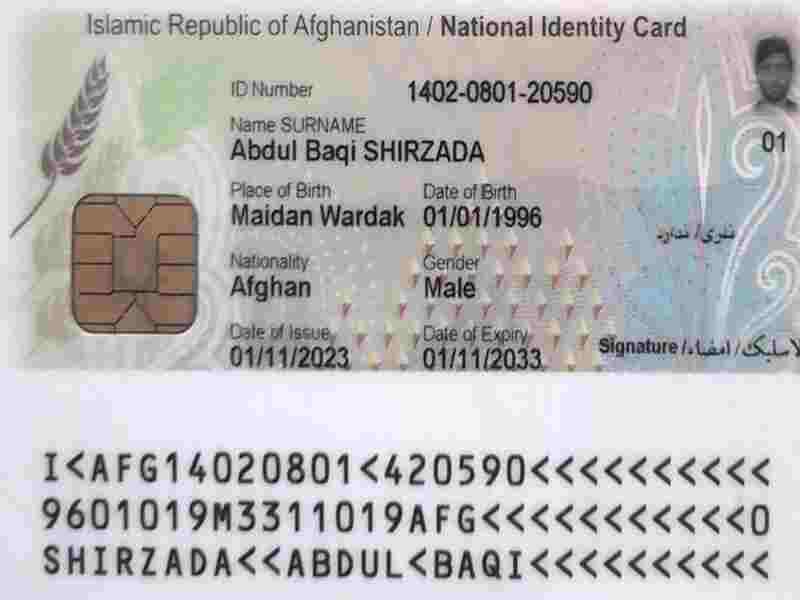 Islamic Republic of Afghanistan / National Identity Card
ID Number 1402-0801-20590
Name SURNAME
Abdul Baqi SHIRZADA
01
Place of Birth Date of Birth
Maidan Wardak 01/01/1996
نلري / ندارد
Nationality Gender
Afghan Male
Date of Issue Date of Expiry
01/11/2023 01/11/2033
Signature / امضاء / لاسلیک
I<AFG14020801<420590<<<<<<<<<<
9601019M3311019AFG<<<<<<<<<<<0
SHIRZADA<<ABDUL<BAQI<<<<<<<<<<